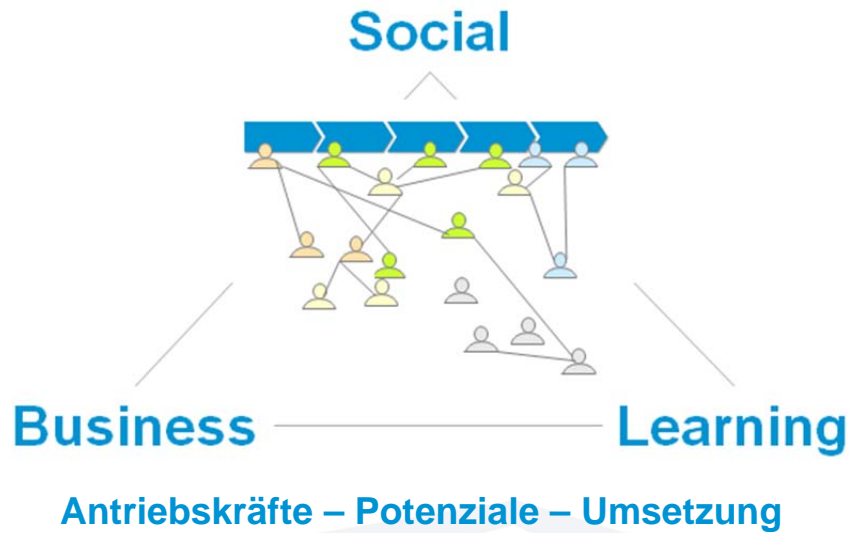 Social
Business
Learning
Antriebskräfte – Potenziale – Umsetzung